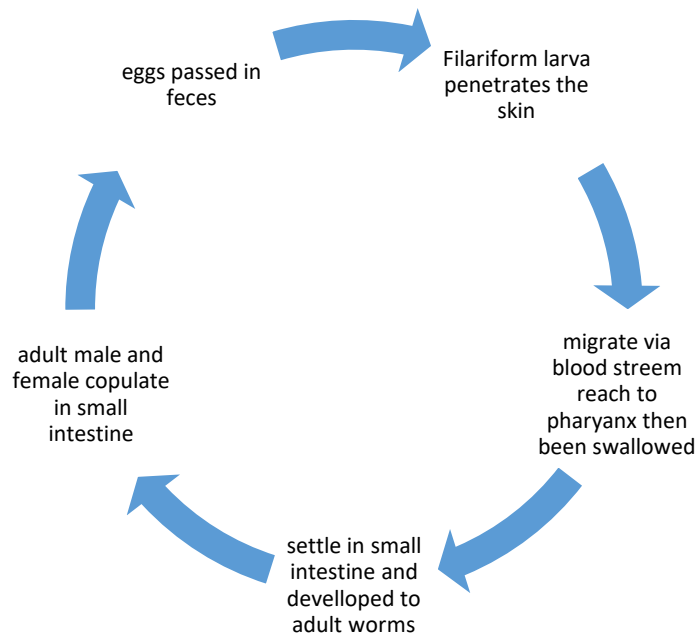 eggs passed in
feces
Filariform larva
penetrates the
skin
migrate via
blood streem
reach to
pharyanx then
been swallowed
settle in small
intestine and
develloped to
adult worms
adult male and
female copulate
in small
intestine